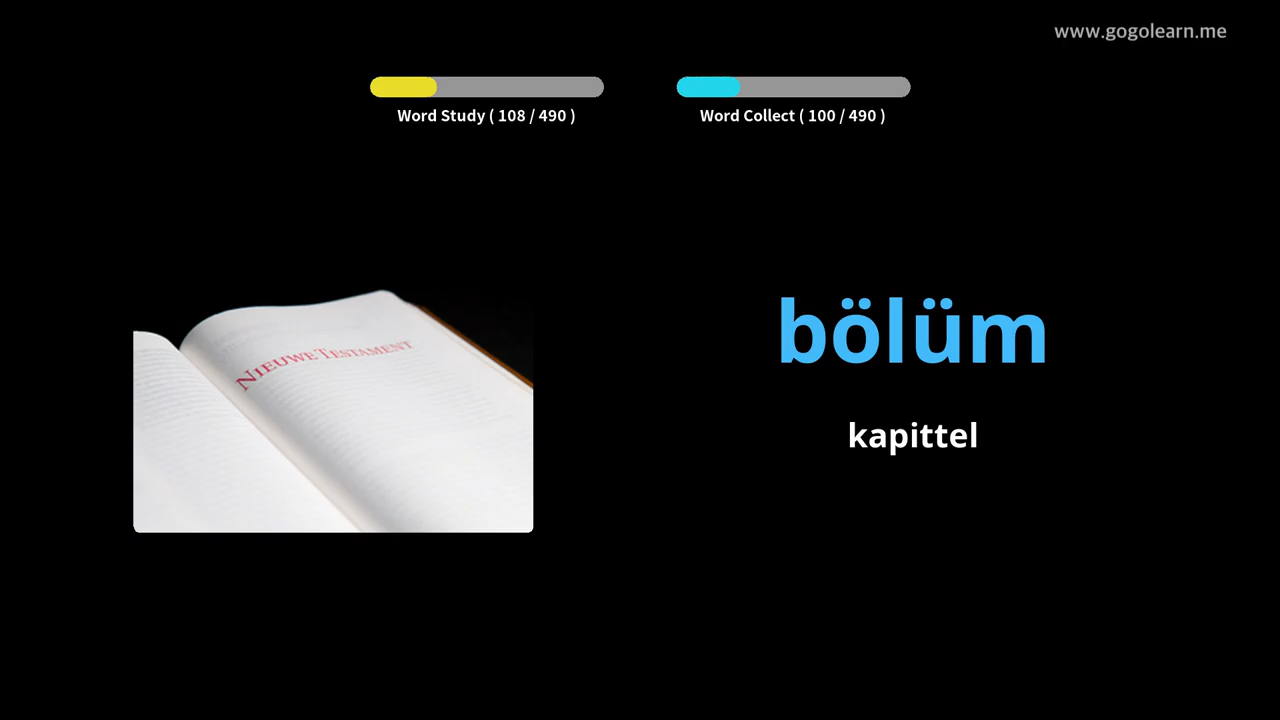 www.gogolearn.me
Word Study ( 108 / 490 )
Word Collect ( 100 / 490 )
NIEUWE TESTAMENT
bölüm
kapittel